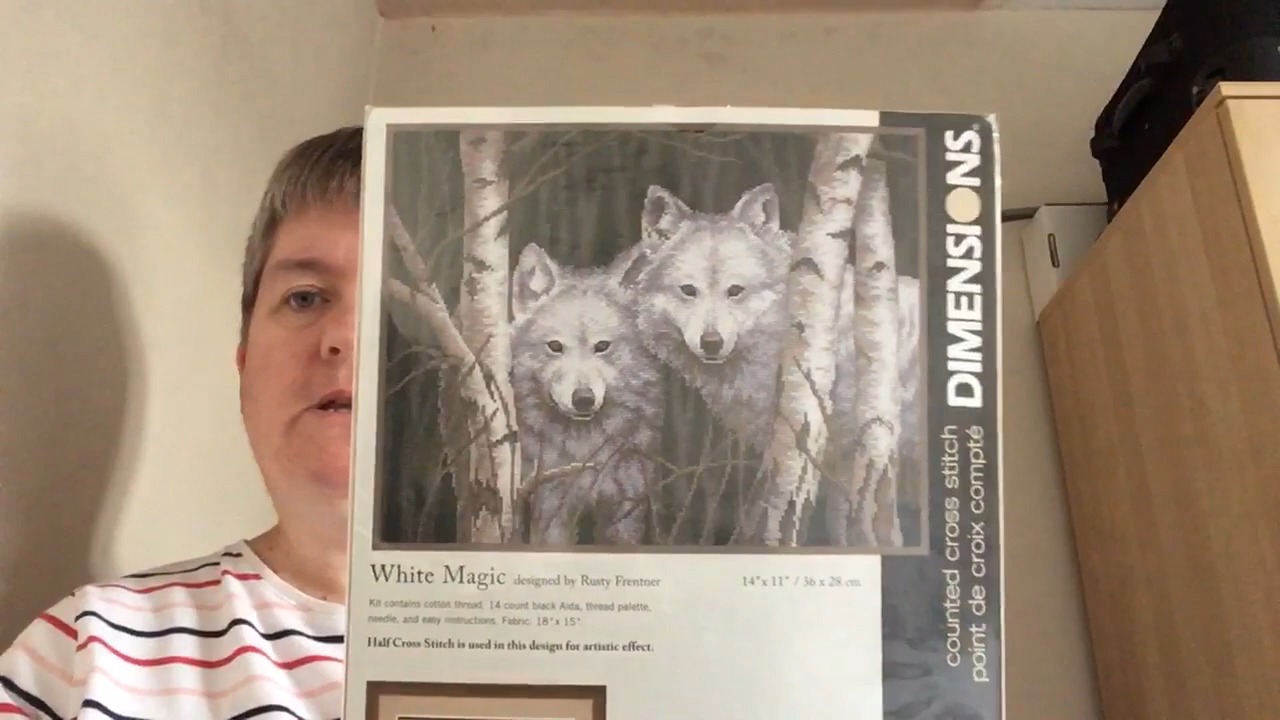 White Magic designed by Rusty Frentner
14"x 11" / 36 x 28 cm
Kit contains cotton thread, 14 count black Aida, thread palette,
needle, and easy instructions. Fabric: 18"x 15"
Half Cross Stitch is used in this design for artistic effect.
DIMENSIONS®
counted cross stitch
point de croix compté